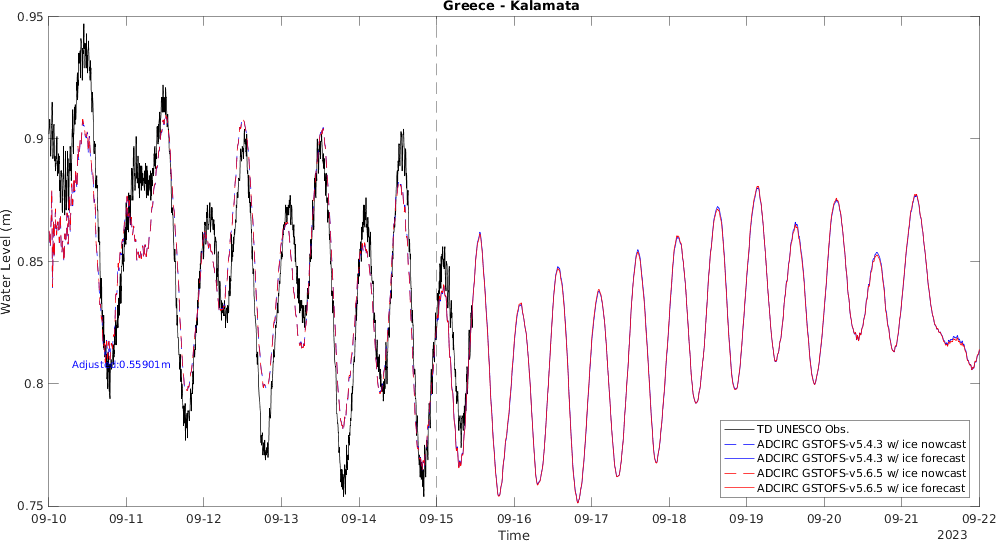 Greece - Kalamata
Water Level (m)
0.95
0.9
0.85
0.8
0.75
Adjusted:0.55901m
TD UNESCO Obs.
ADCIRC GSTOFS-v5.4.3 w/ ice nowcast
ADCIRC GSTOFS-v5.4.3 w/ ice forecast
ADCIRC GSTOFS-v5.6.5 w/ ice nowcast
ADCIRC GSTOFS-v5.6.5 w/ ice forecast
09-10 09-11 09-12 09-13 09-14 09-15 09-16 09-17 09-18 09-19 09-20 09-21 09-22
Time
2023